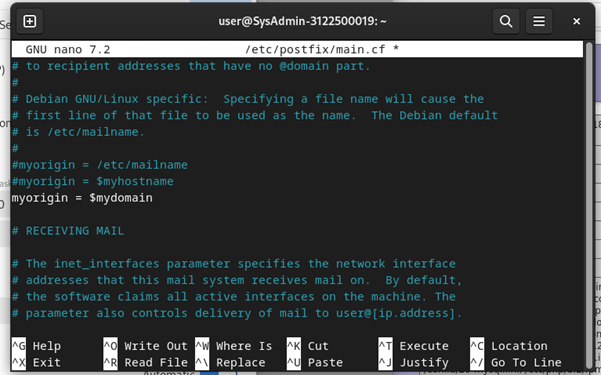 user@SysAdmin-3122500019: ~
GNU nano 7.2 /etc/postfix/main.cf *
# to recipient addresses that have no @domain part.
#
# Debian GNU/Linux specific:  Specifying a file name will cause the
# first line of that file to be used as the name.  The Debian default
# is /etc/mailname.
#
#myorigin = /etc/mailname
#myorigin = $myhostname
myorigin = $mydomain
# RECEIVING MAIL
# The inet_interfaces parameter specifies the network interface
# addresses that this mail system receives mail on.  By default,
# the software claims all active interfaces on the machine. The
# parameter also controls delivery of mail to user@[ip.address].
^G Help ^O Write Out ^W Where Is ^K Cut ^T Execute ^C Location
^X Exit ^R Read File ^\ Replace ^U Paste ^J Justify ^/ Go To Line